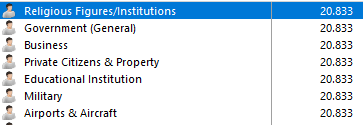 Religious Figures/Institutions 20.833
Government (General) 20.833
Business 20.833
Private Citizens & Property 20.833
Educational Institution 20.833
Military 20.833
Airports & Aircraft 20.833